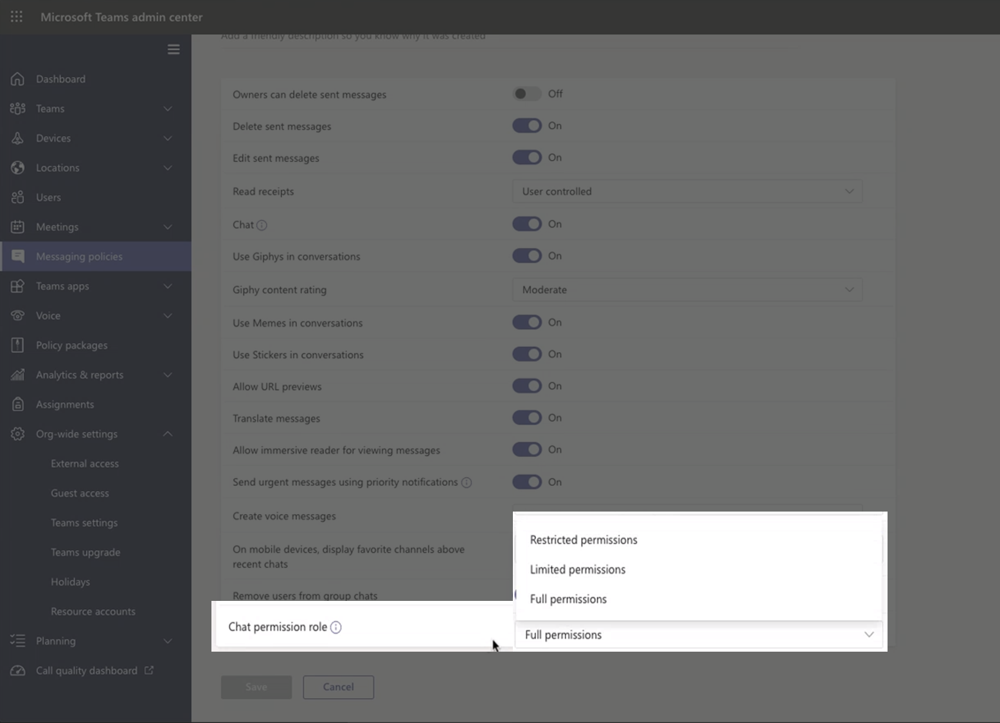 Microsoft Teams admin center
Add a friendly description so you know why it was created
Dashboard
Teams
Devices
Locations
Users
Meetings
Messaging policies
Teams apps
Voice
Policy packages
Analytics & reports
Assignments
Org-wide settings
External access
Guest access
Teams settings
Teams upgrade
Holidays
Resource accounts
Planning
Call quality dashboard
Owners can delete sent messages Off
Delete sent messages On
Edit sent messages On
Read receipts User controlled
Chat On
Use Giphys in conversations On
Giphy content rating Moderate
Use Memes in conversations On
Use Stickers in conversations On
Allow URL previews On
Translate messages On
Allow immersive reader for viewing messages On
Send urgent messages using priority notifications On
Create voice messages
On mobile devices, display favorite channels above
recent chats
Remove users from group chats
Restricted permissions
Limited permissions
Full permissions
Chat permission role Full permissions
Save Cancel